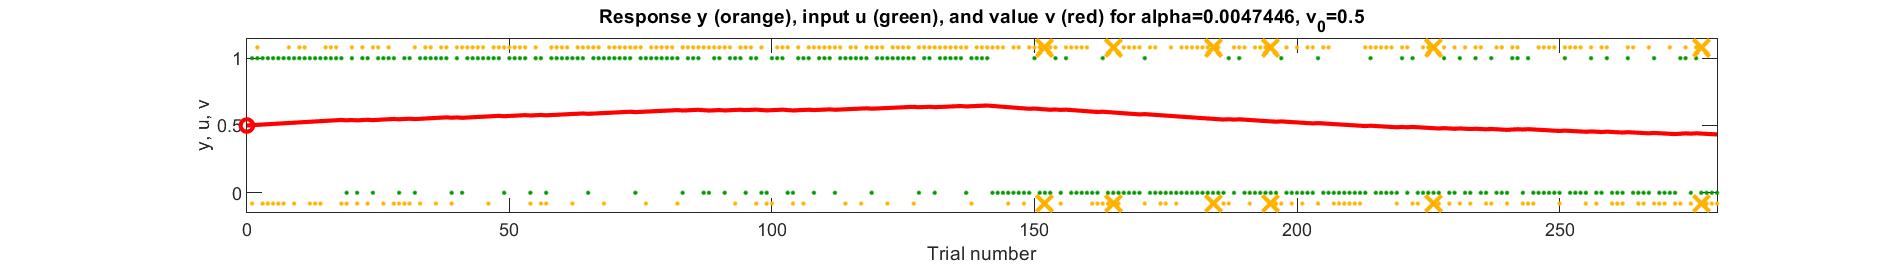 Response y (orange), input u (green), and value v (red) for alpha=0.0047446, v0=0.5
y, u, v
1
0.5
0
0 50 100 150 200 250
Trial number